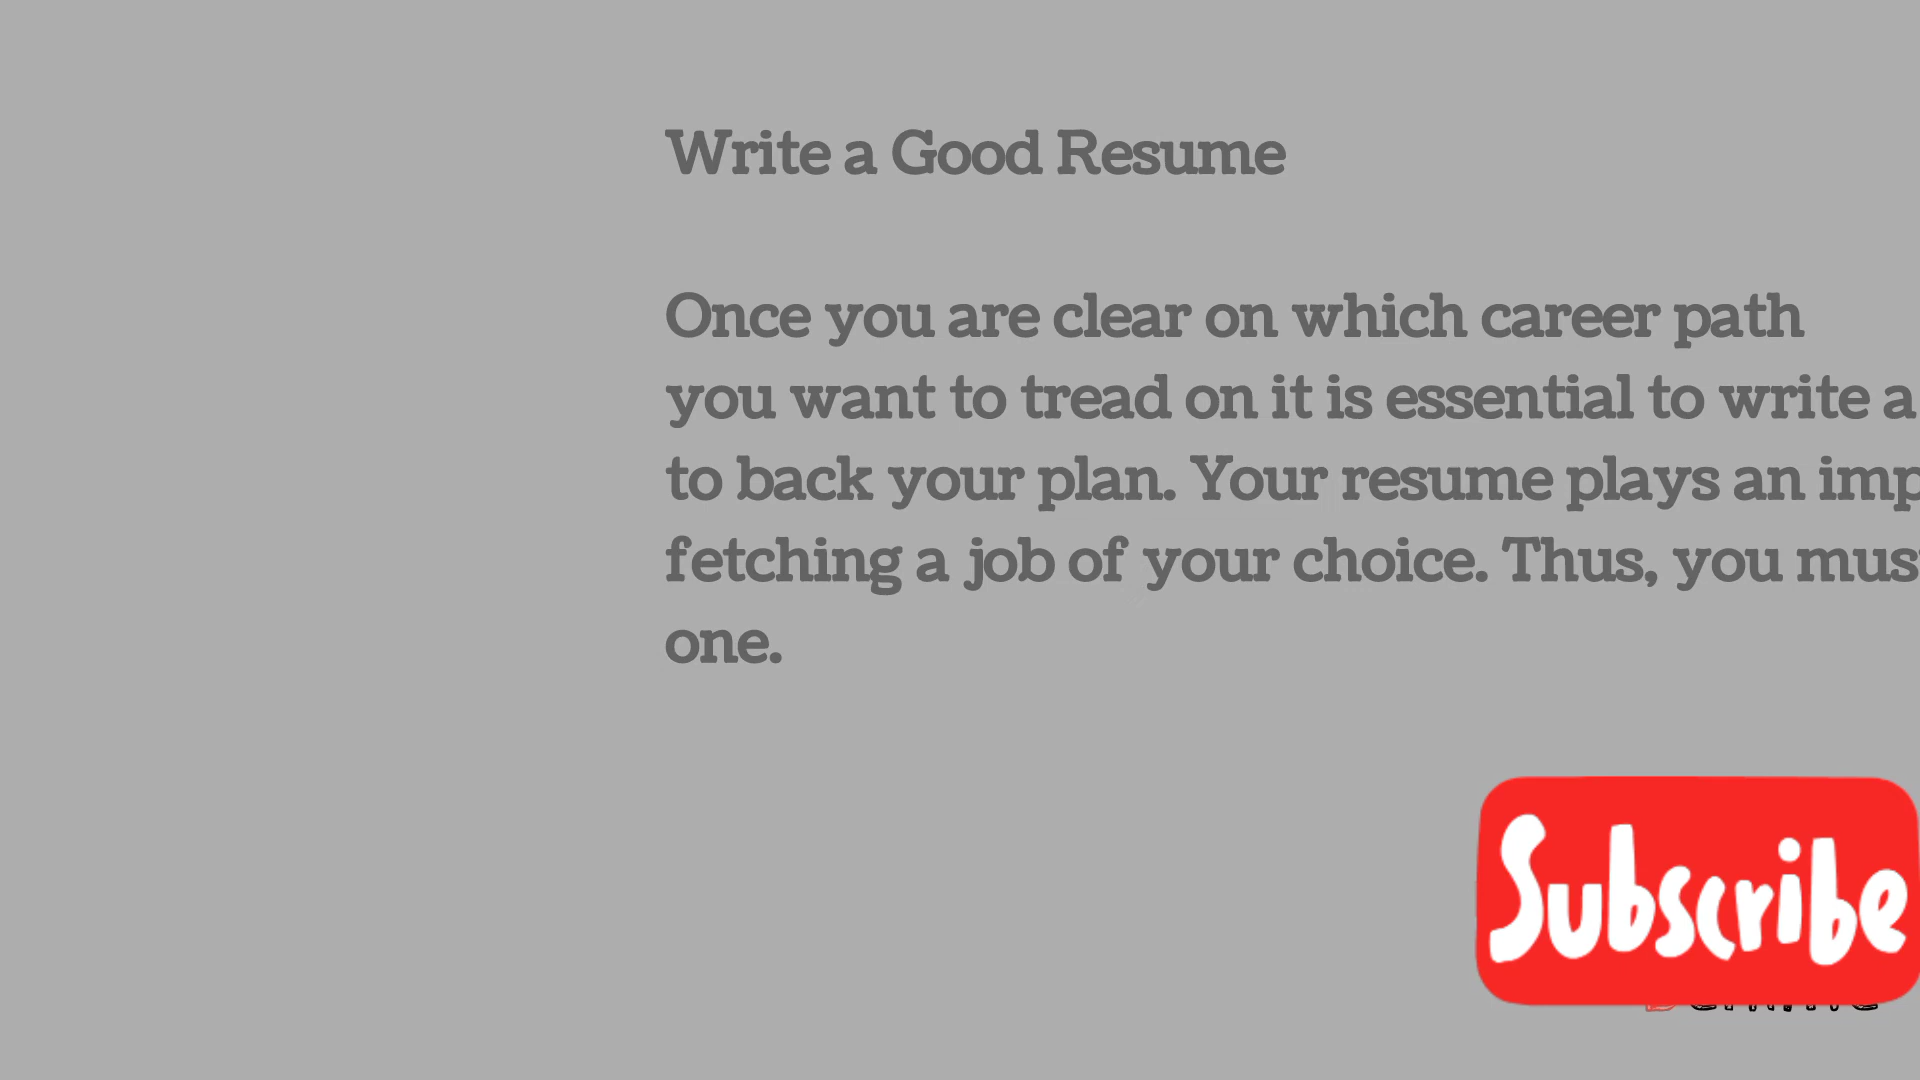 Write a Good Resume
Once you are clear on which career path
you want to tread on it is essential to write a
to back your plan. Your resume plays an
fetching a job of your choice. Thus, you
one.
Subscribe